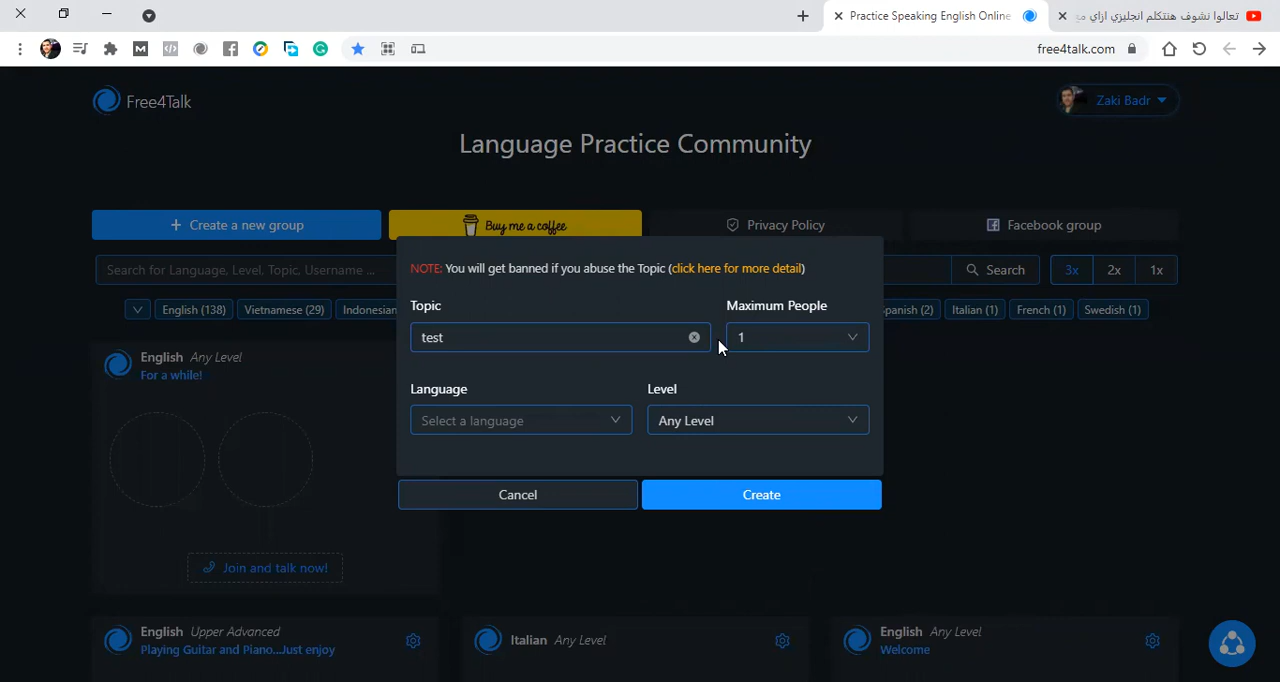 Practice Speaking English Online
تعالوا نشوف هنتكلم انجليزي ازاي مع
free4talk.com
Free4Talk
Zaki Badr
Language Practice Community
+ Create a new group
Buy me a coffee
Privacy Policy
Facebook group
NOTE: You will get banned if you abuse the Topic (click here for more detail)
Search for Language, Level, Topic, Username ...
Search
3x
2x
1x
Topic
Maximum People
English (138)
Vietnamese (29)
Indonesian
Spanish (2)
Italian (1)
French (1)
Swedish (1)
test
1
English Any Level
For a while!
Language
Level
Select a language
Any Level
Cancel
Create
Join and talk now!
English Upper Advanced
Playing Guitar and Piano...Just enjoy
Italian Any Level
English Any Level
Welcome